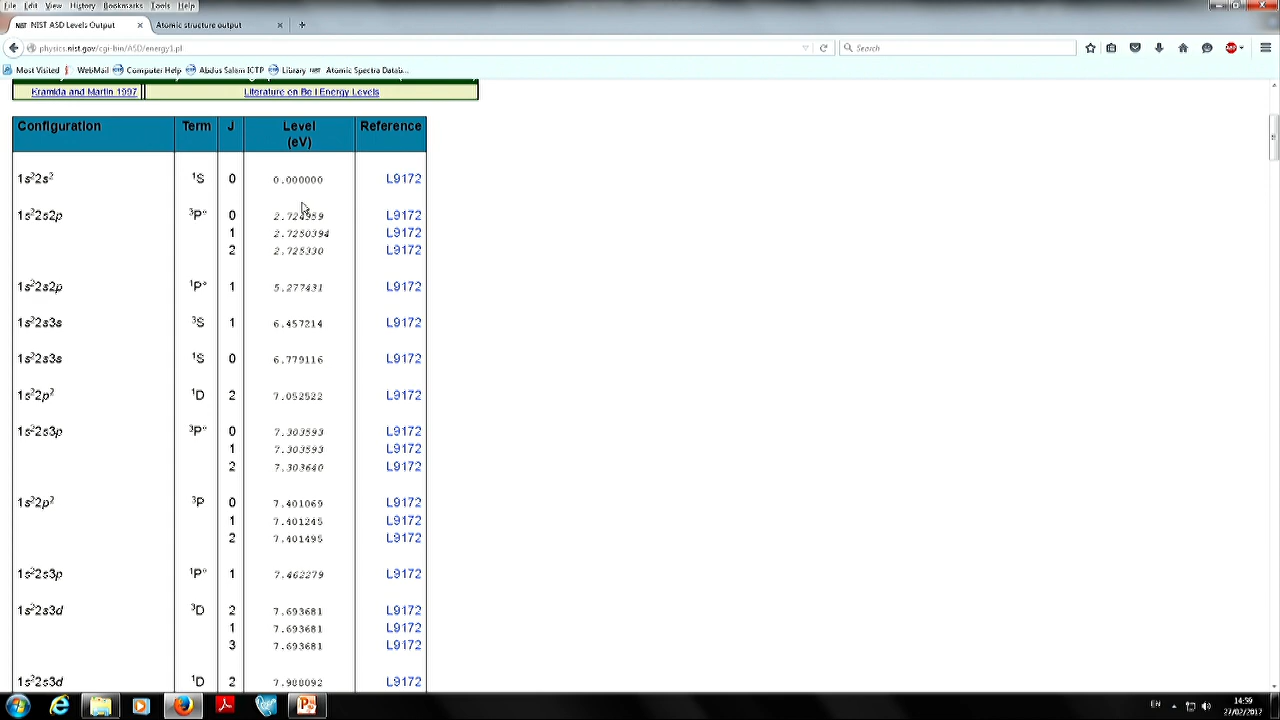 File Edit View History Bookmarks Tools Help
NIST NIST ASD Levels Output × Atomic structure output × +
physics.nist.gov/cgi-bin/ASD/energy1.pl Search
Most Visited WebMail Computer Help Abdus Salam ICTP Library NIST Atomic Spectra Datab...
Kramida and Martin 1997 Literature on Be I Energy Levels
Configuration Term J Level (eV) Reference
1s²2s² ¹S 0 0.000000 L9172
1s²2s2p ³P° 0 2.724959 L9172
1 2.7250394 L9172
2 2.725330 L9172
1s²2s2p ¹P° 1 5.277431 L9172
1s²2s3s ³S 1 6.457214 L9172
1s²2s3s ¹S 0 6.779116 L9172
1s²2p² ¹D 2 7.052522 L9172
1s²2s3p ³P° 0 7.303593 L9172
1 7.303593 L9172
2 7.303640 L9172
1s²2p² ³P 0 7.401069 L9172
1 7.401245 L9172
2 7.401495 L9172
1s²2s3p ¹P° 1 7.462279 L9172
1s²2s3d ³D 2 7.693681 L9172
1 7.693681 L9172
3 7.693681 L9172
1s²2s3d ¹D 2 7.988092 L9172
EN 14:59
27/02/2017